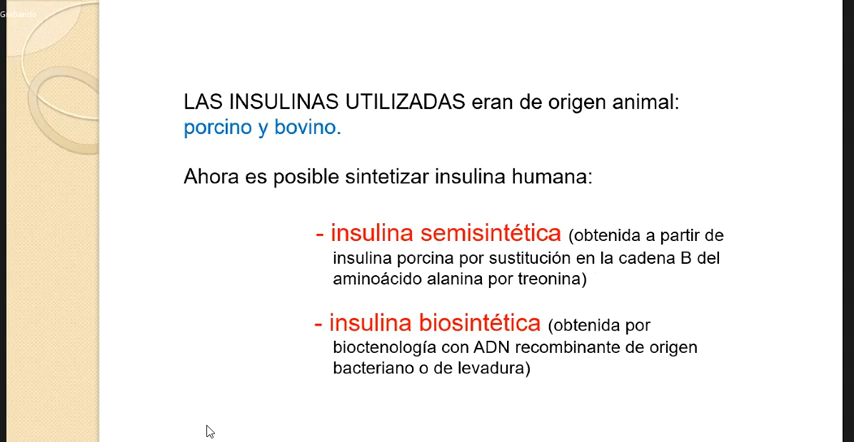 LAS INSULINAS UTILIZADAS eran de origen animal:
porcino y bovino.
Ahora es posible sintetizar insulina humana:
- insulina semisintética (obtenida a partir de
insulina porcina por sustitución en la cadena B del
aminoácido alanina por treonina)
- insulina biosintética (obtenida por
bioctenología con ADN recombinante de origen
bacteriano o de levadura)